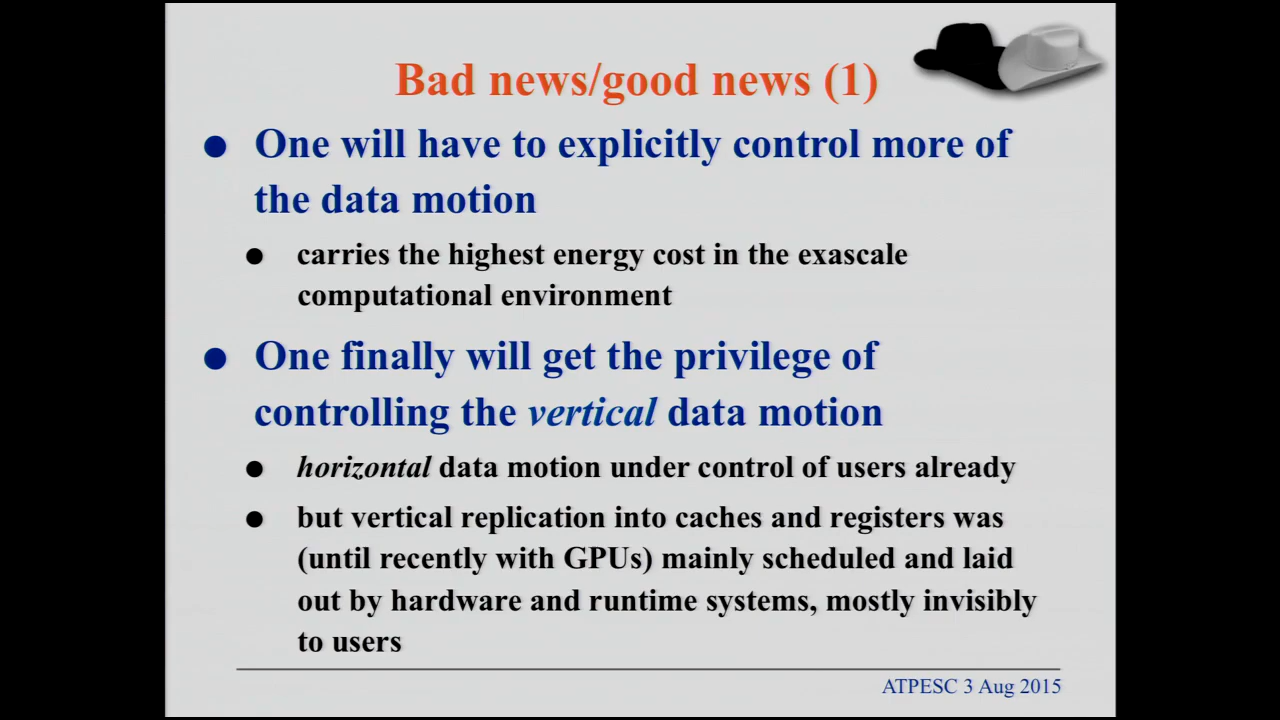 Bad news/good news (1)
● One will have to explicitly control more of
the data motion
● carries the highest energy cost in the exascale
computational environment
● One finally will get the privilege of
controlling the vertical data motion
● horizontal data motion under control of users already
● but vertical replication into caches and registers was
(until recently with GPUs) mainly scheduled and laid
out by hardware and runtime systems, mostly invisibly
to users
ATPESC 3 Aug 2015